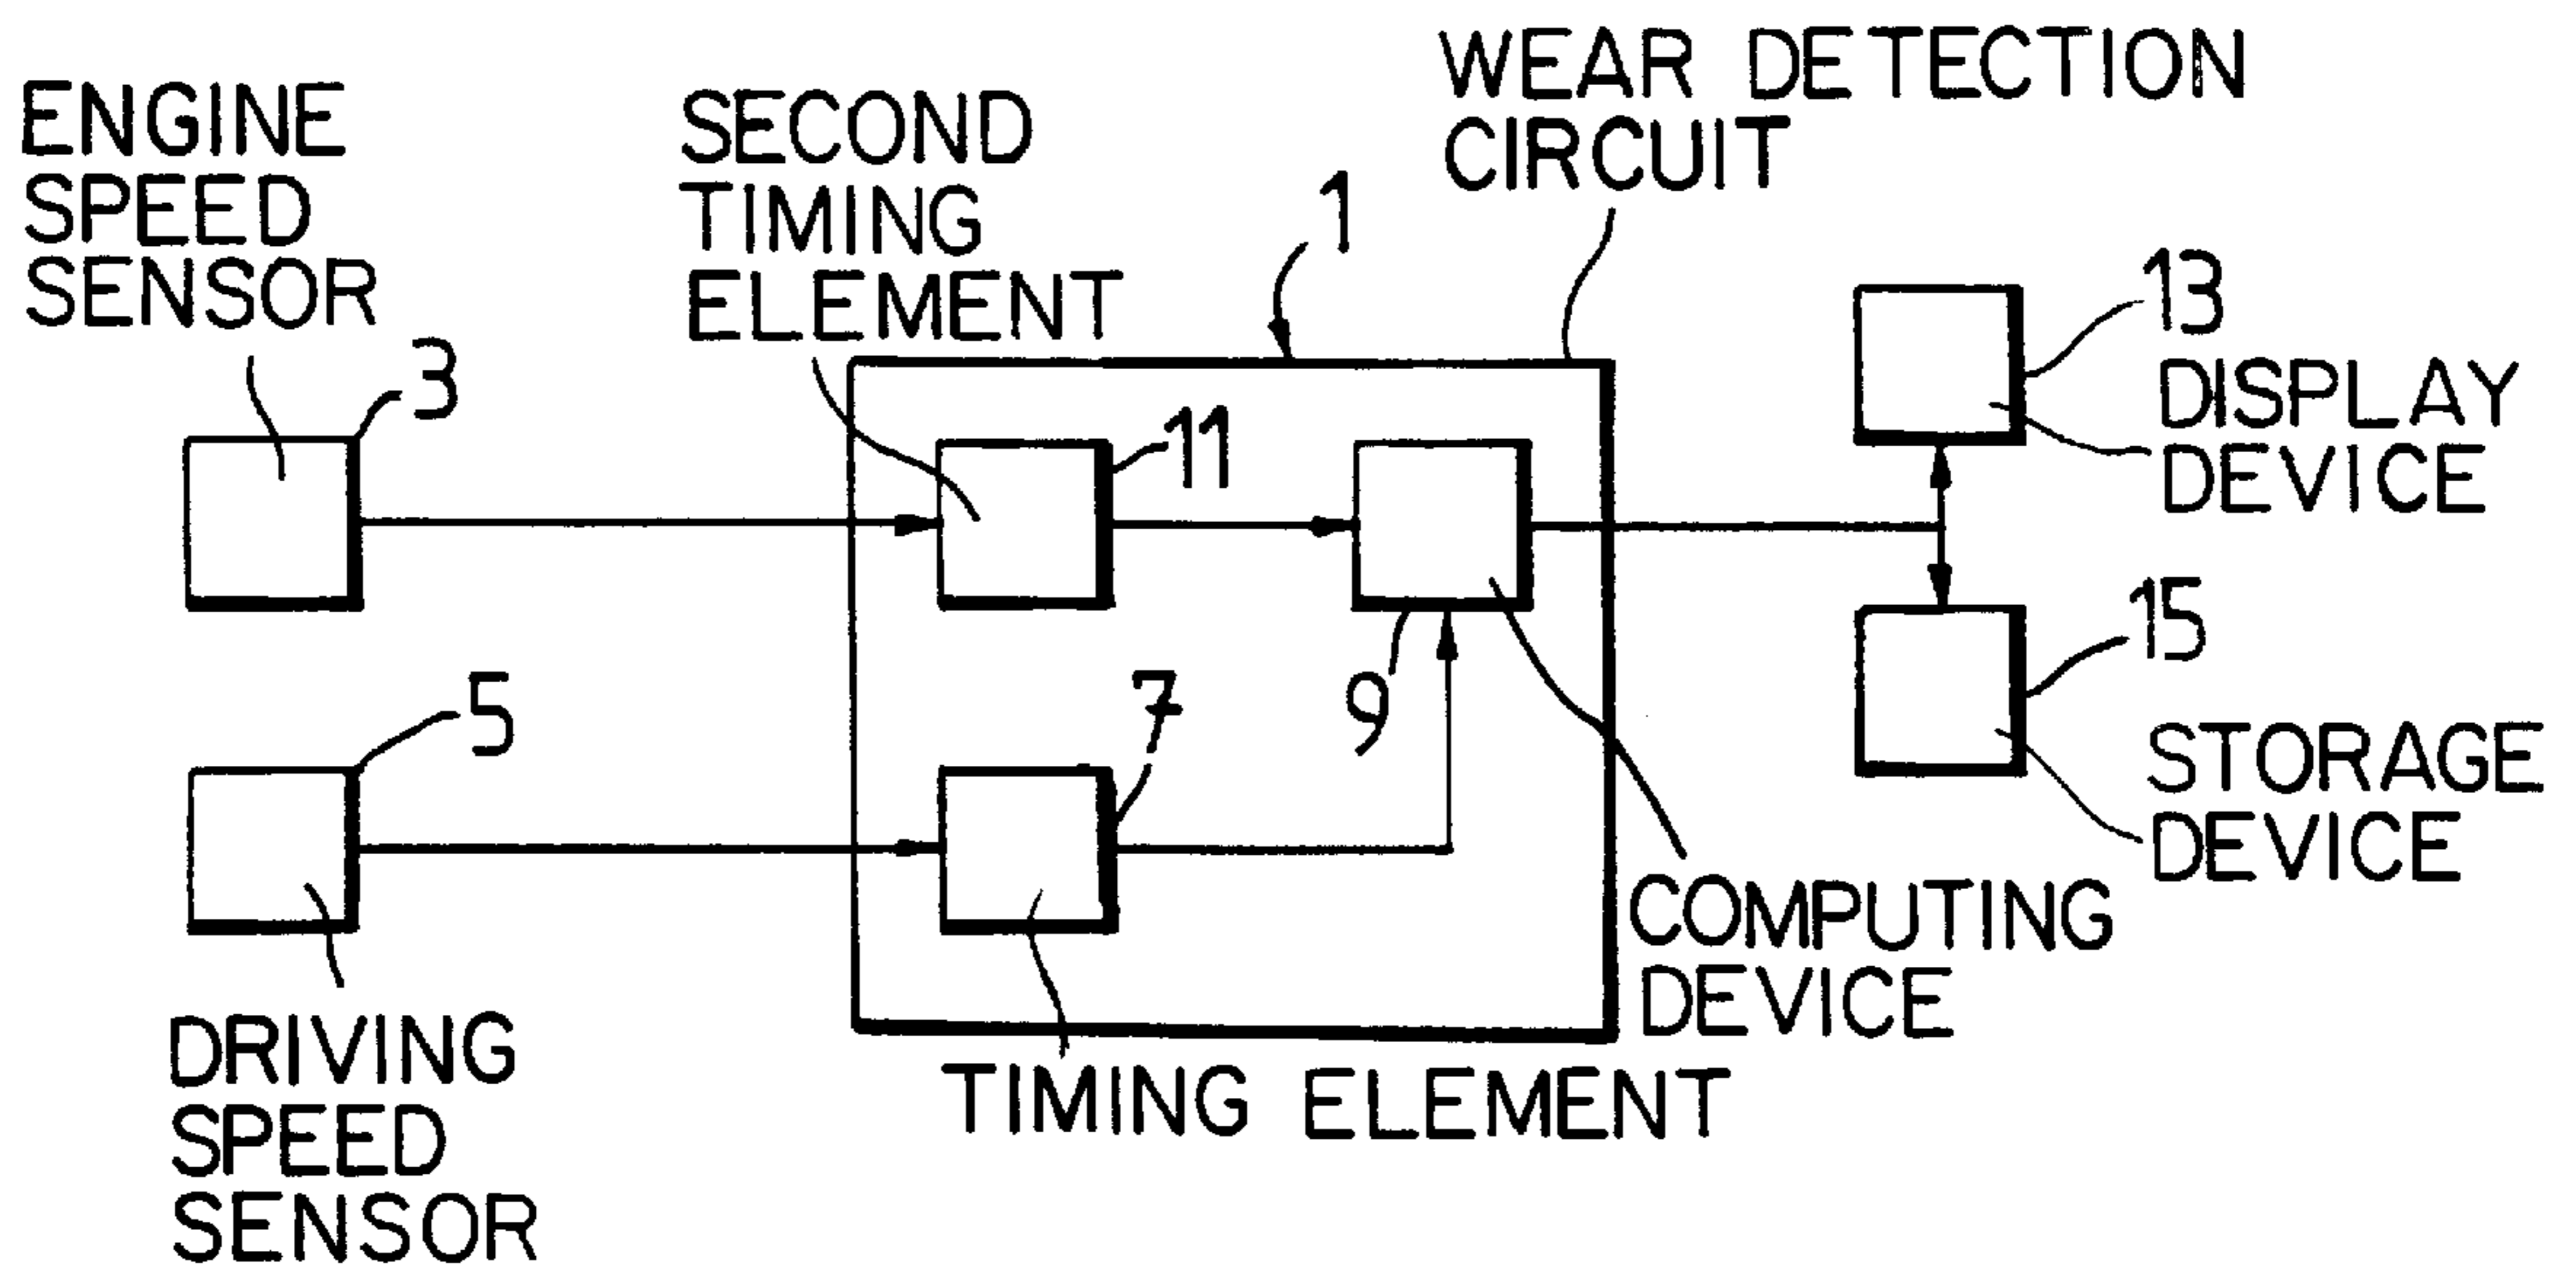 WEAR DETECTION
CIRCUIT
1
ENGINE
SPEED
SENSOR
3
SECOND
TIMING
ELEMENT
11
13
DISPLAY
DEVICE
5
7
9
15
STORAGE
DEVICE
COMPUTING
DEVICE
DRIVING
SPEED
SENSOR
TIMING ELEMENT